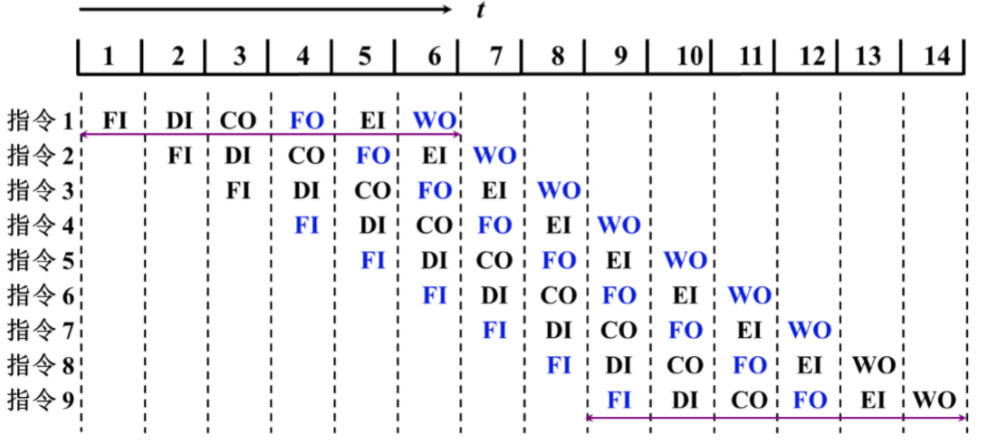 t
1 2 3 4 5 6 7 8 9 10 11 12 13 14
指令 1 FI DI CO FO EI WO
指令 2 FI DI CO FO EI WO
指令 3 FI DI CO FO EI WO
指令 4 FI DI CO FO EI WO
指令 5 FI DI CO FO EI WO
指令 6 FI DI CO FO EI WO
指令 7 FI DI CO FO EI WO
指令 8 FI DI CO FO EI WO
指令 9 FI DI CO FO EI WO